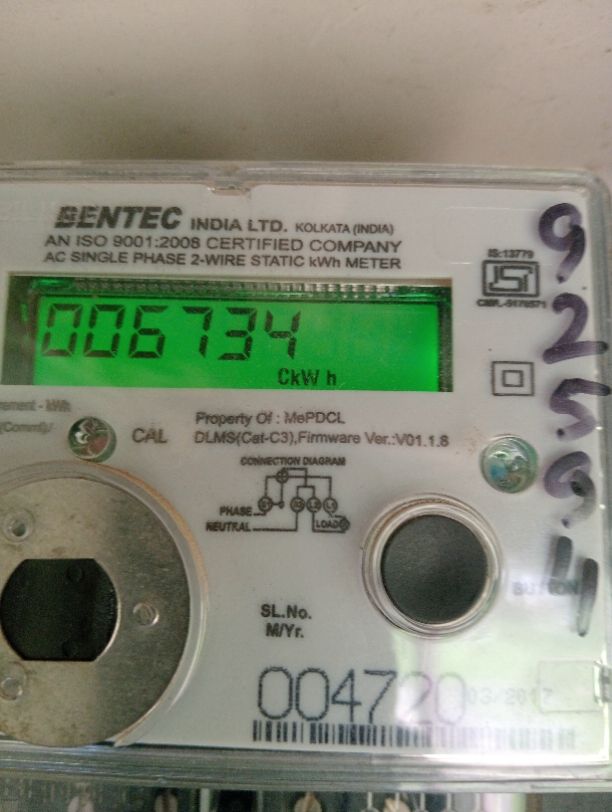 BENTEC INDIA LTD. KOLKATA (INDIA)
AN ISO 9001:2008 CERTIFIED COMPANY
AC SINGLE PHASE 2-WIRE STATIC kWh METER
IS:13779
006734
CkW h
Property Of : MePDCL
CAL
DLMS(Cat-C3),Firmware Ver.:V01.1.8
CONNECTION DIAGRAM
PHASE
NEUTRAL
LOAD
BUTTON
SL.No.
M/Yr.
004720
03/2017
9
2
5
9
4